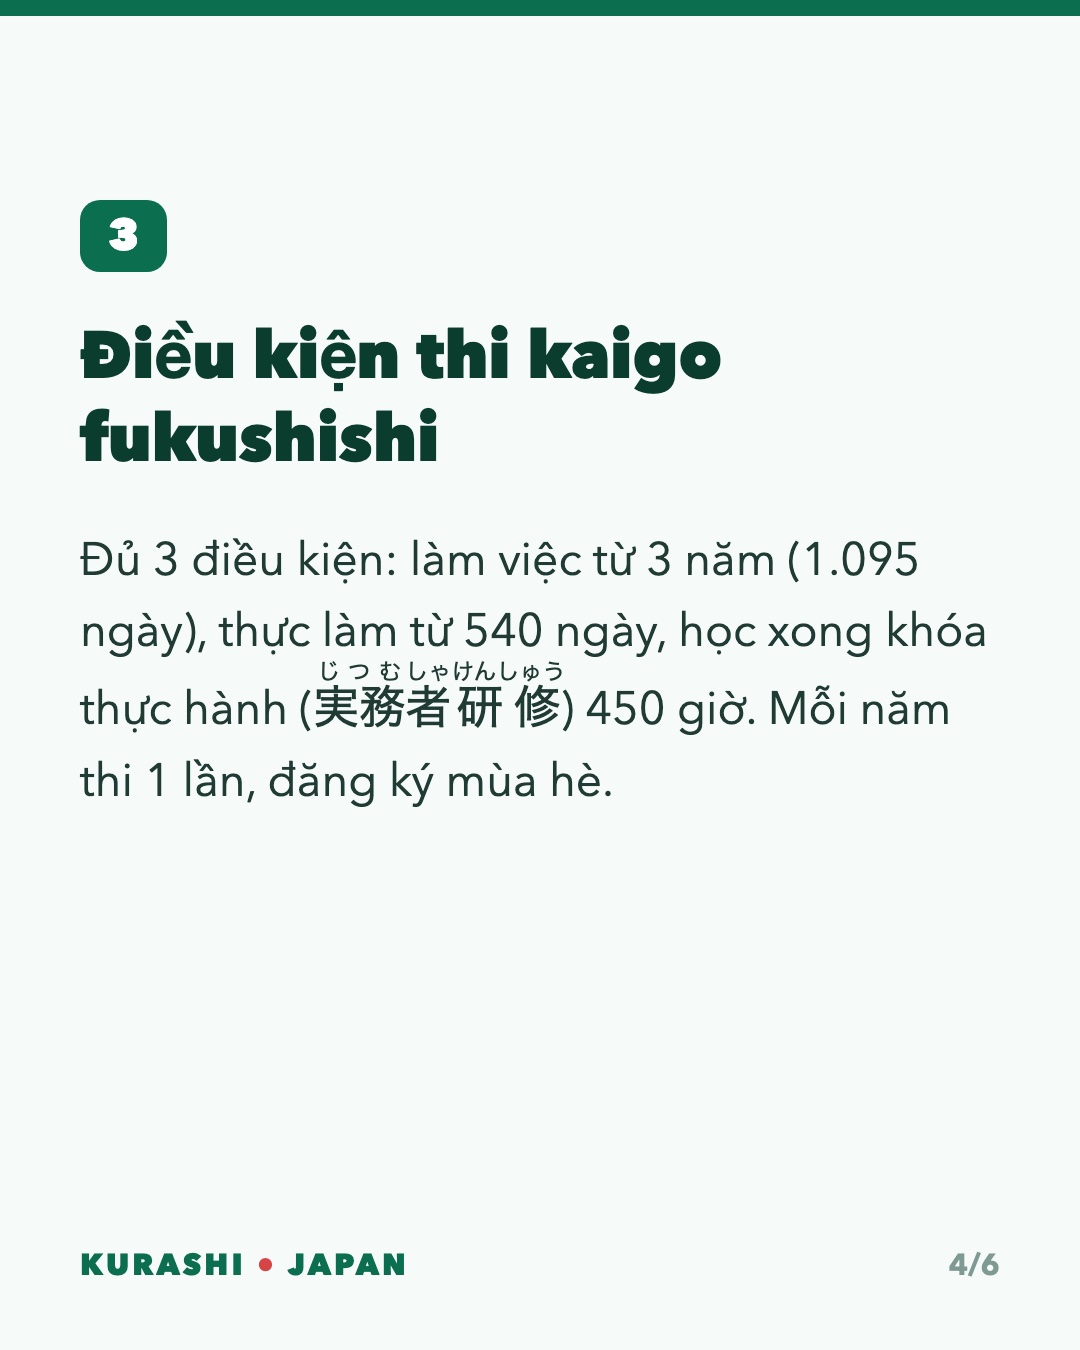 3
Điều kiện thi kaigo
fukushishi
Đủ 3 điều kiện: làm việc từ 3 năm (1.095
ngày), thực làm từ 540 ngày, học xong khóa
じつむしゃけんしゅう
thực hành (実務者研修) 450 giờ. Mỗi năm
thi 1 lần, đăng ký mùa hè.
KURASHI • JAPAN
4/6